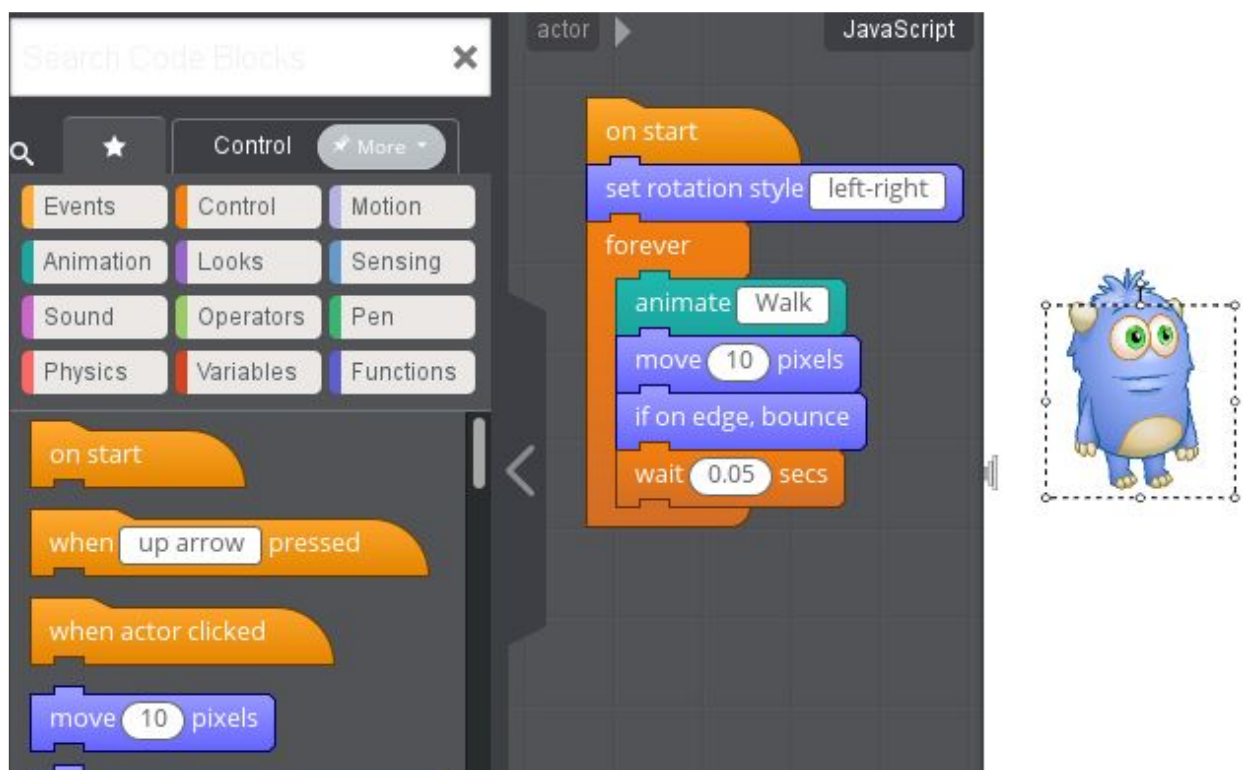 Search Code Blocks
Control More
Events Control Motion
Animation Looks Sensing
Sound Operators Pen
Physics Variables Functions
on start
when up arrow pressed
when actor clicked
move 10 pixels
actor
JavaScript
on start
set rotation style left-right
forever
animate Walk
move 10 pixels
if on edge, bounce
wait 0.05 secs